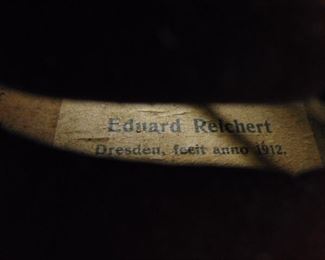 Eduard Reichert
Dresden, fecit anno 1912.